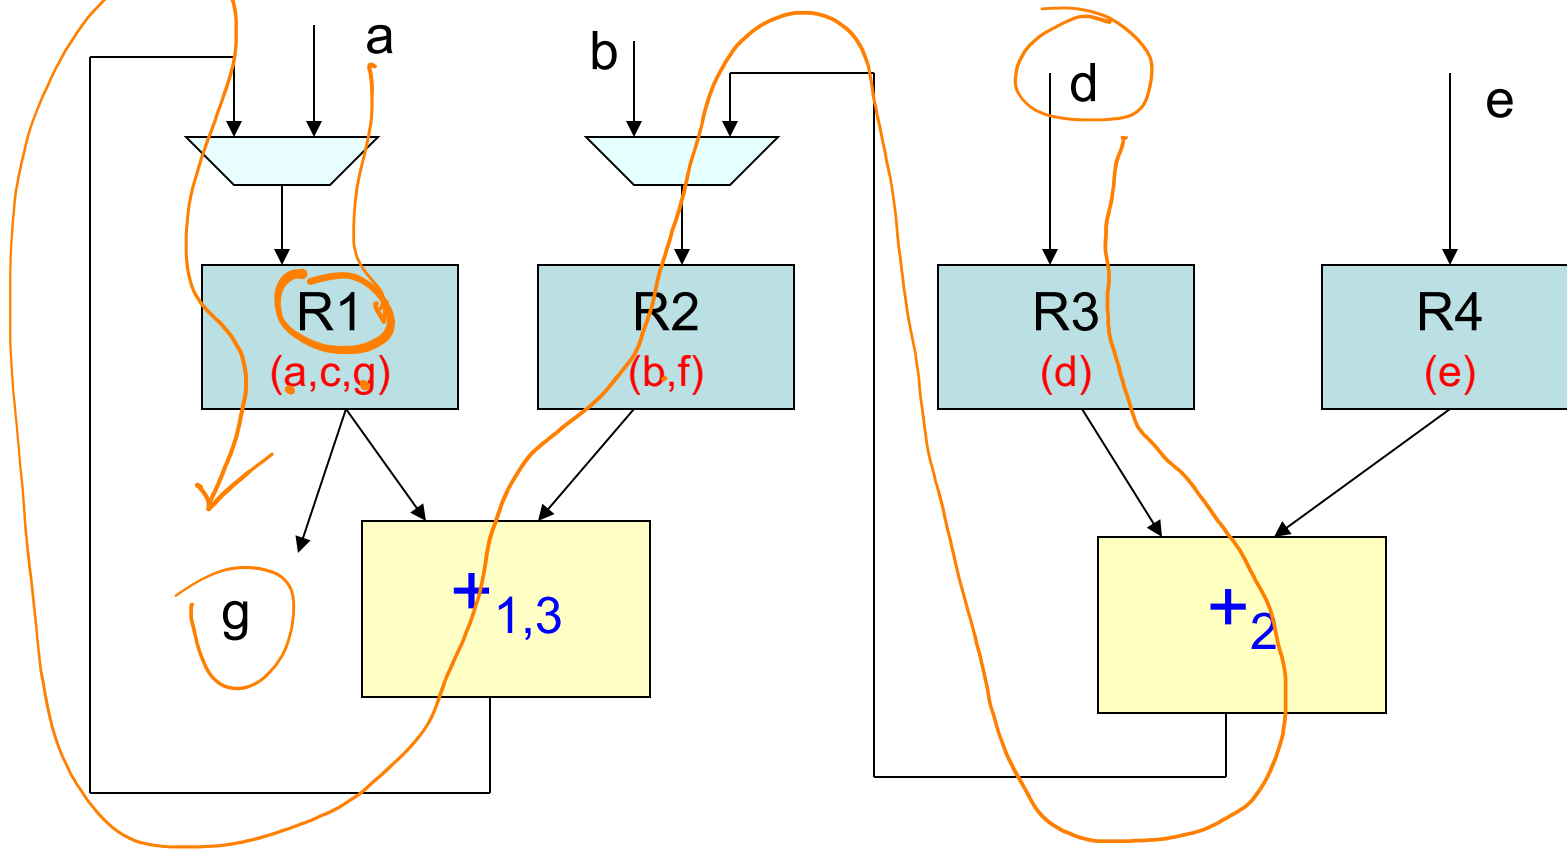 a
b
d
e
R1
(a,c,g)
R2
(b,f)
R3
(d)
R4
(e)
g
+1,3
+2